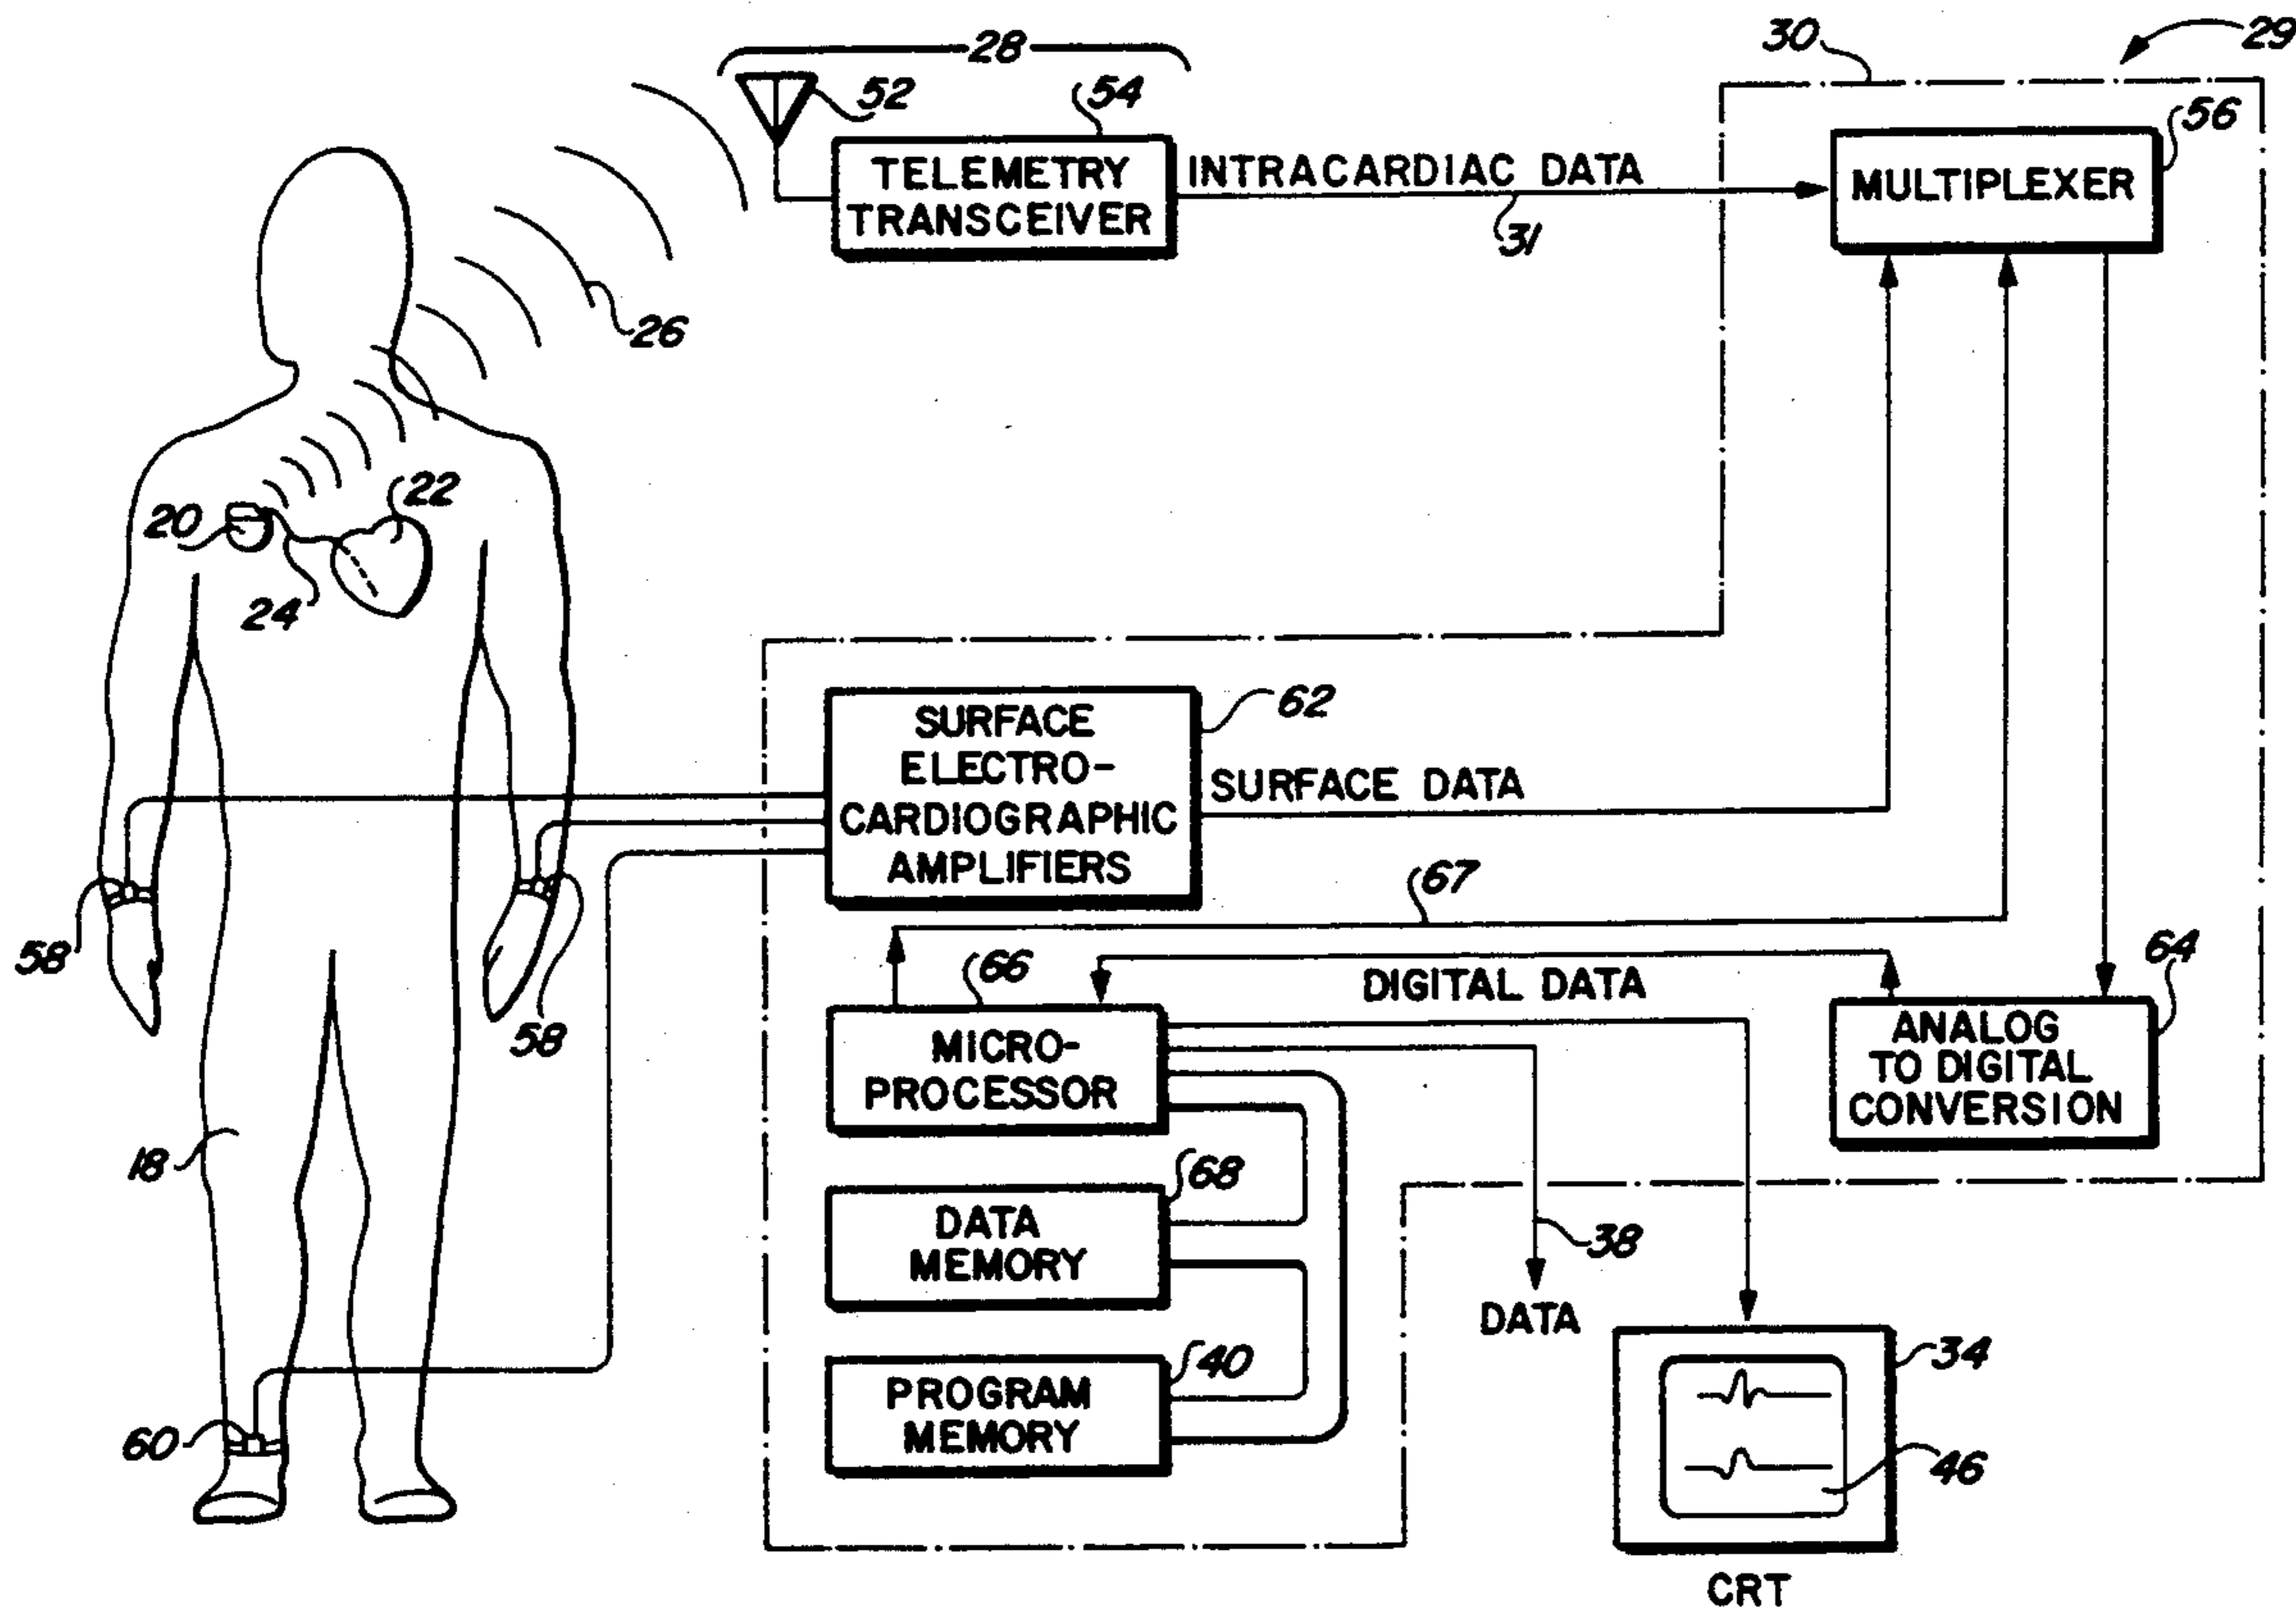 28
30
29
52
54
56
TELEMETRY
TRANSCEIVER
INTRACARDIAC DATA
31
MULTIPLEXER
26
22
20
24
62
SURFACE
ELECTRO-
CARDIOGRAPHIC
AMPLIFIERS
SURFACE DATA
67
58
58
66
DIGITAL DATA
64
MICRO-
PROCESSOR
ANALOG
TO DIGITAL
CONVERSION
18
68
DATA
MEMORY
38
DATA
40
PROGRAM
MEMORY
34
46
60
CRT